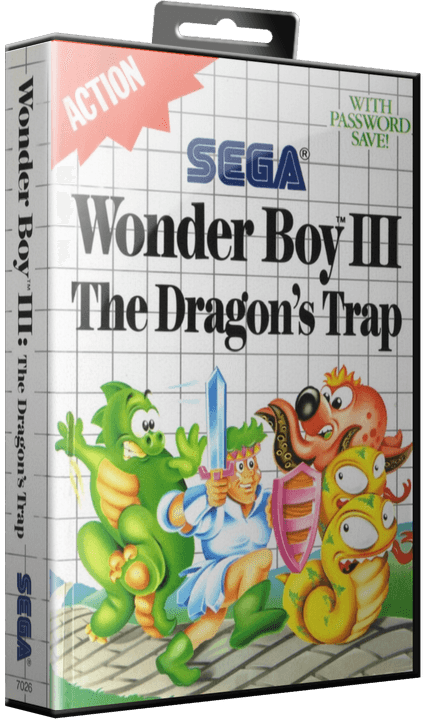 ACTION
WITH
PASSWORD
SAVE!
SEGA®
Wonder Boy™ III
The Dragon's Trap
Wonder Boy™ III: The Dragon's Trap
SEGA
7026